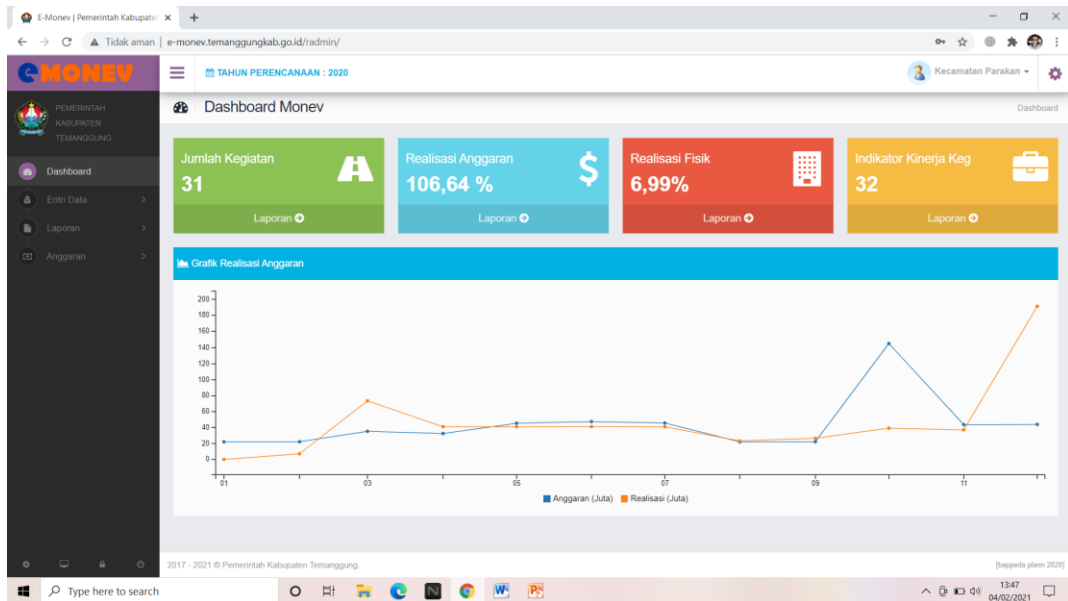 E-Monev | Pemerintah Kabupate
Tidak aman | e-monev.temanggungkab.go.id/radmin/
eMONEV
TAHUN PERENCANAAN : 2020
Kecamatan Parakan
PEMERINTAH
KABUPATEN
TEMANGGUNG
Dashboard Monev
Dashboard
Dashboard
Entri Data
Laporan
Anggaran
Jumlah Kegiatan
31
Laporan
Realisasi Anggaran
106,64 %
Laporan
Realisasi Fisik
6,99%
Laporan
Indikator Kinerja Keg
32
Laporan
Grafik Realisasi Anggaran
200
180
160
140
120
100
80
60
40
20
0
01 03 05 07 09 11
Anggaran (Juta) Realisasi (Juta)
2017 - 2021 © Pemerintah Kabupaten Temanggung.
[bappeda plann 2020]
Type here to search
13:47
04/02/2021